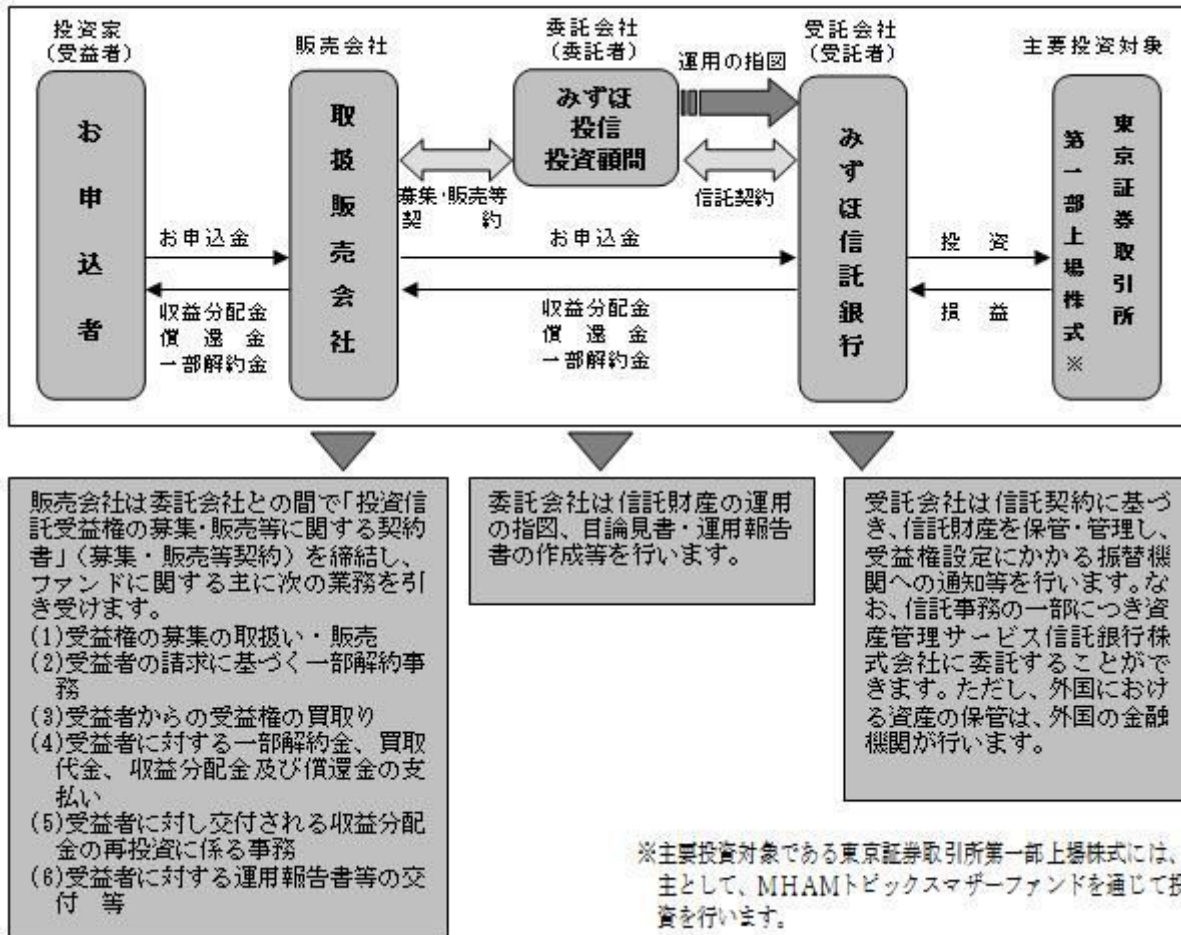 投資家
(受益者)
販売会社
委託会社
(委託者)
受託会社
(受託者)
主要投資対象
お申込者
取扱販売会社
みずほ
投信
投資顧問
運用の指図
みずほ信託銀行
東京証券取引所
第一部上場株式※
募集・販売等
契 約
信託契約
お申込金
お申込金
投 資
収益分配金
償 還 金
一部解約金
収益分配金
償 還 金
一部解約金
損 益
販売会社は委託会社との間で「投資信
託受益権の募集・販売等に関する契約
書」(募集・販売等契約)を締結し、
ファンドに関する主に次の業務を引
き受けます。
(1)受益権の募集の取扱い・販売
(2)受益者の請求に基づく一部解約事
務
(3)受益者からの受益権の買取り
(4)受益者に対する一部解約金、買取
代金、収益分配金及び償還金の支
払い
(5)受益者に対し交付される収益分配
金の再投資に係る事務
(6)受益者に対する運用報告書等の交
付 等
委託会社は信託財産の運用
の指図、目論見書・運用報告
書の作成等を行います。
受託会社は信託契約に基づ
き、信託財産を保管・管理し、
受益権設定にかかる振替機
関への通知等を行います。な
お、信託事務の一部につき資
産管理サービス信託銀行株
式会社に委託することがで
きます。ただし、外国におけ
る資産の保管は、外国の金融
機関が行います。
※主要投資対象である東京証券取引所第一部上場株式には、
主として、MHAMトピックスマザーファンドを通じて投
資を行います。